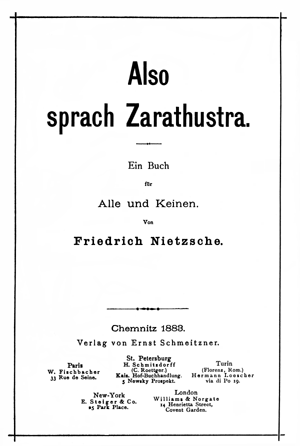 Also
sprach Zarathustra.
Ein Buch
für
Alle und Keinen.
Von
Friedrich Nietzsche.
Chemnitz 1883.
Verlag von Ernst Schmeitzner.
Paris
W. Fischbacher
33 Rue de Seine.
St. Petersburg
H. Schmitzdorff
(C. Roettger)
Kais. Hof-Buchhandlung.
5 Newsky Prospekt.
Turin
(Florenz, Rom.)
Hermann Loescher
via di Po 19.
New-York
E. Steiger & Co.
25 Park Place.
London
Williams & Norgate
14 Henrietta Street,
Covent Garden.